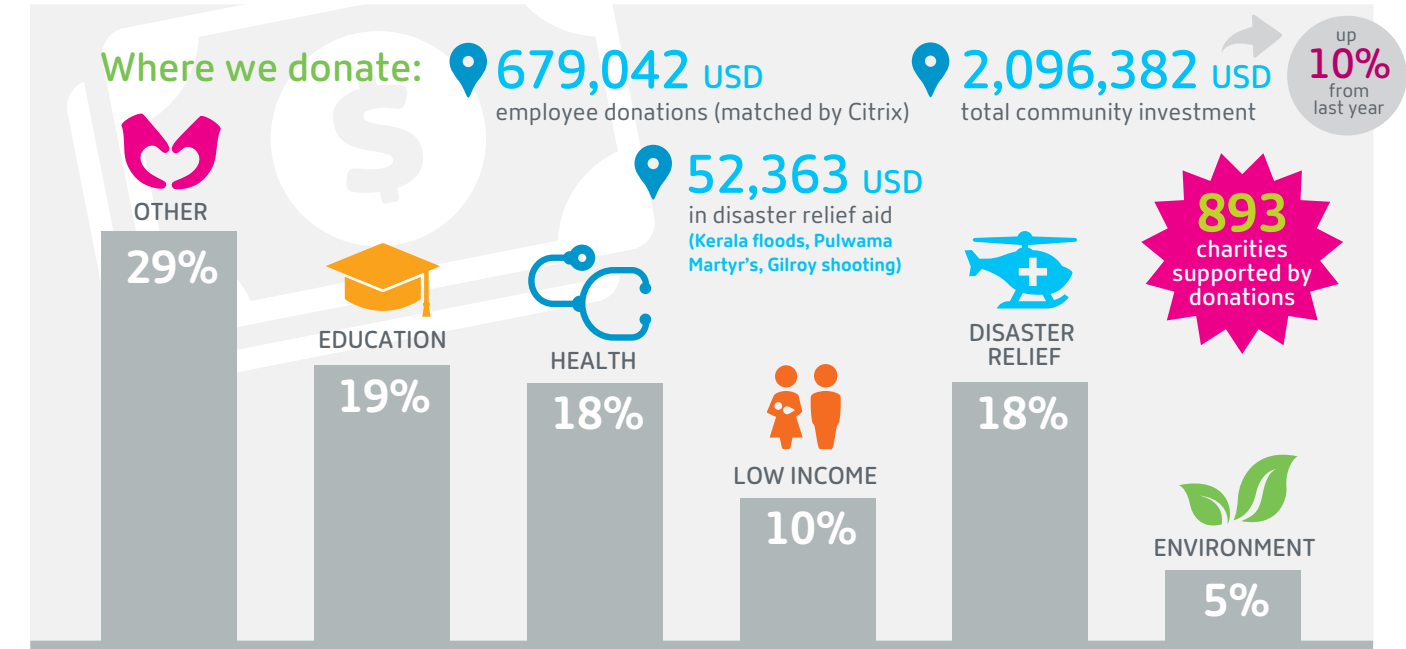 Where we donate:
679,042 USD
employee donations (matched by Citrix)
2,096,382 USD
total community investment
up
10%
from
last year
52,363 USD
in disaster relief aid
(Kerala floods, Pulwama
Martyr's, Gilroy shooting)
893
charities
supported by
donations
$
OTHER
29%
EDUCATION
19%
HEALTH
18%
LOW INCOME
10%
DISASTER
RELIEF
18%
ENVIRONMENT
5%